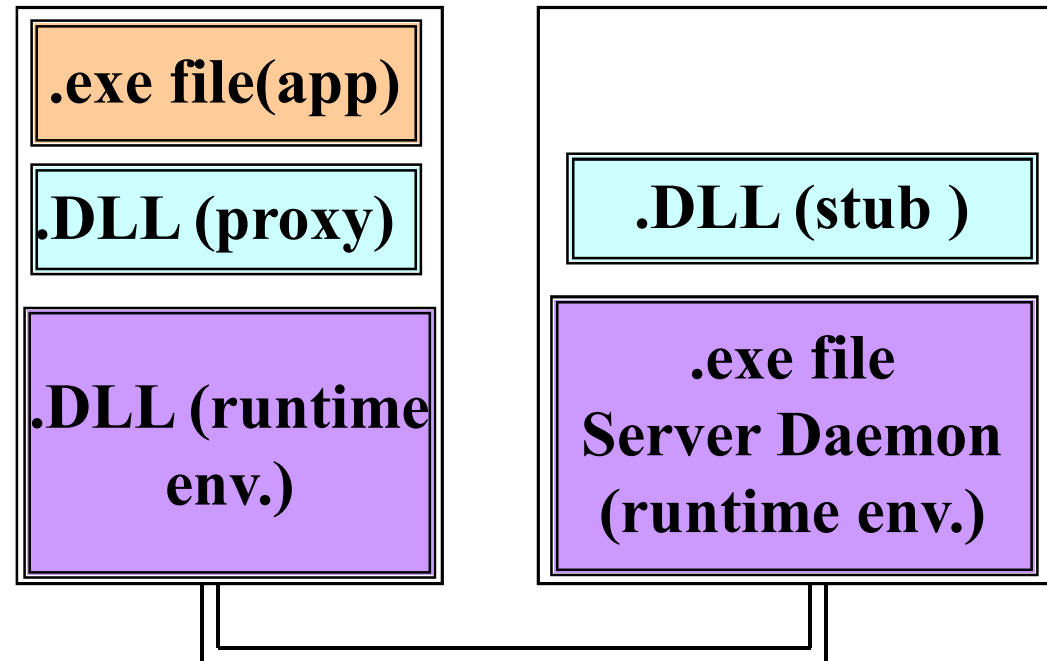 .exe file(app)
.DLL (proxy)
.DLL (runtime
env.)
.DLL (stub )
.exe file
Server Daemon
(runtime env.)